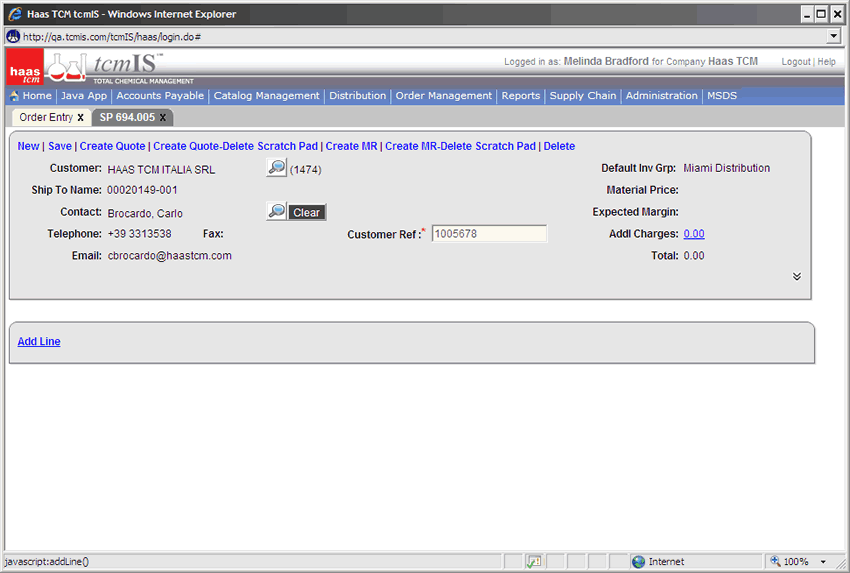 Haas TCM tcmIS - Windows Internet Explorer
http://qa.tcmis.com/tcmIS/haas/login.do#
haas tcm tcmIS™ TOTAL CHEMICAL MANAGEMENT
Logged in as: Melinda Bradford for Company Haas TCM Logout | Help
Home | Java App | Accounts Payable | Catalog Management | Distribution | Order Management | Reports | Supply Chain | Administration | MSDS
Order Entry x SP 694.005 x
New | Save | Create Quote | Create Quote-Delete Scratch Pad | Create MR | Create MR-Delete Scratch Pad | Delete
Customer: HAAS TCM ITALIA SRL (1474) Default Inv Grp: Miami Distribution
Ship To Name: 00020149-001 Material Price:
Contact: Brocardo, Carlo Clear Expected Margin:
Telephone: +39 3313538 Fax: Customer Ref :* 1005678 Addl Charges: 0.00
Email: cbrocardo@haastcm.com Total: 0.00
Add Line
javascript:addLine() Internet 100%